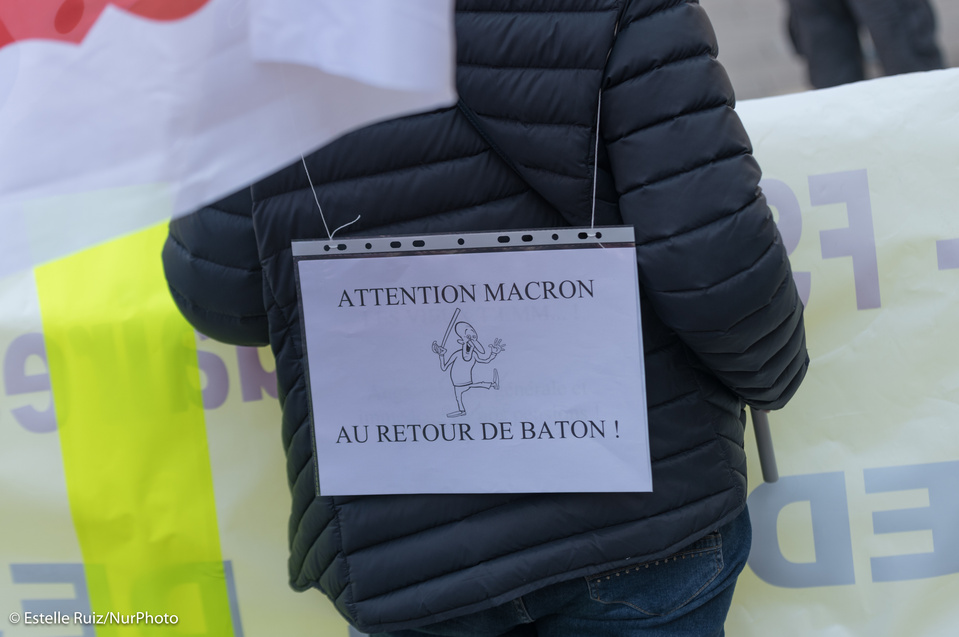 ATTENTION MACRON
AU RETOUR DE BATON !
© Estelle Ruiz/NurPhoto